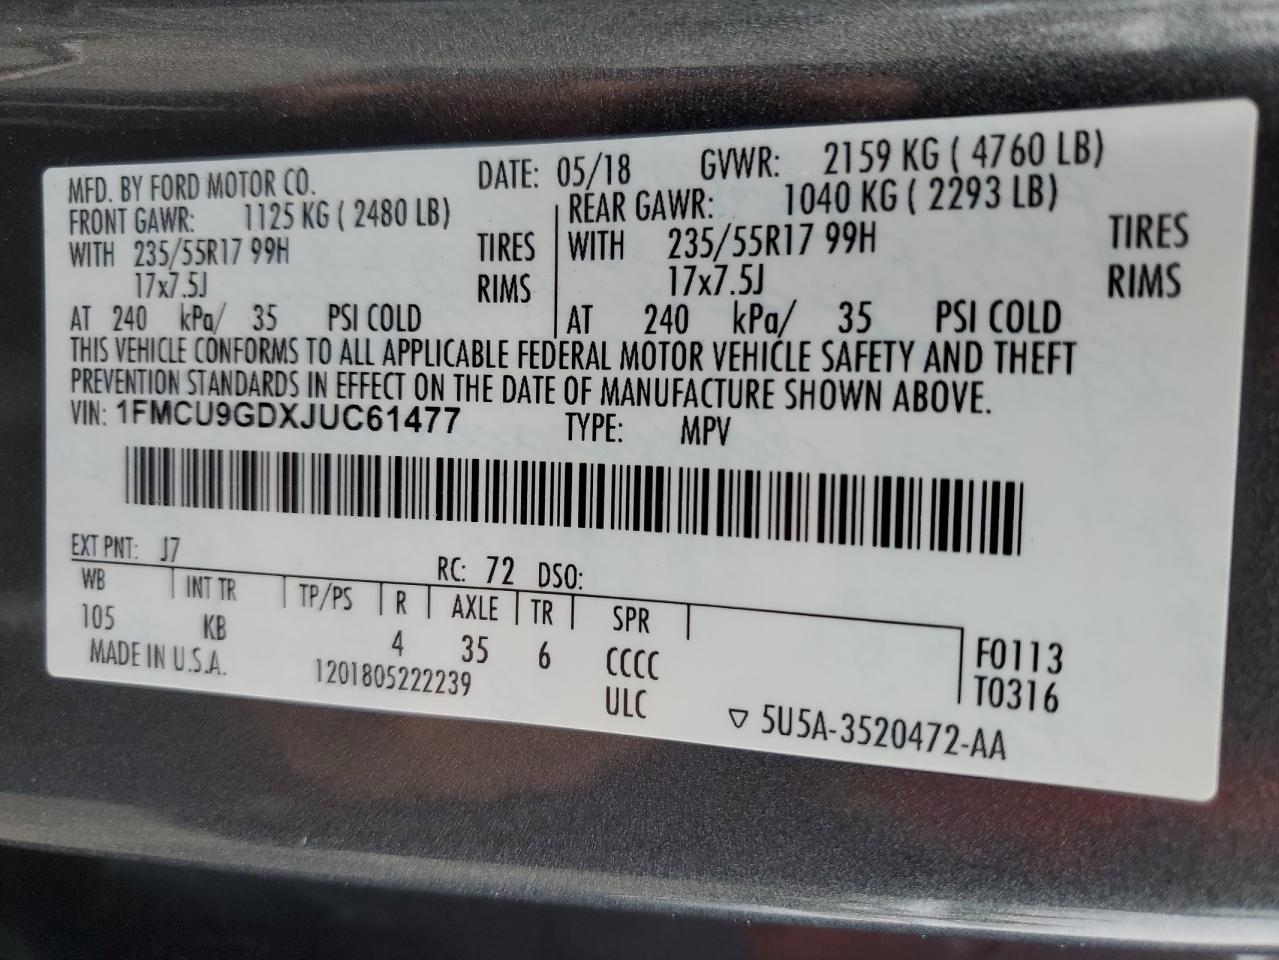 MFD. BY FORD MOTOR CO. DATE: 05/18 GVWR: 2159 KG ( 4760 LB)
FRONT GAWR: 1125 KG ( 2480 LB) REAR GAWR: 1040 KG ( 2293 LB)
WITH 235/55R17 99H TIRES WITH 235/55R17 99H TIRES
17x7.5J RIMS 17x7.5J RIMS
AT 240 kPa/ 35 PSI COLD AT 240 kPa/ 35 PSI COLD
THIS VEHICLE CONFORMS TO ALL APPLICABLE FEDERAL MOTOR VEHICLE SAFETY AND THEFT
PREVENTION STANDARDS IN EFFECT ON THE DATE OF MANUFACTURE SHOWN ABOVE.
VIN: 1FMCU9GDXJUC61477 TYPE: MPV
EXT PNT: J7 RC: 72 DSO:
WB INT TR TP/PS R AXLE TR SPR
105 KB 4 35 6 CCCC F0113
MADE IN U.S.A. 1201805222239 ULC T0316
▽ 5U5A-3520472-AA